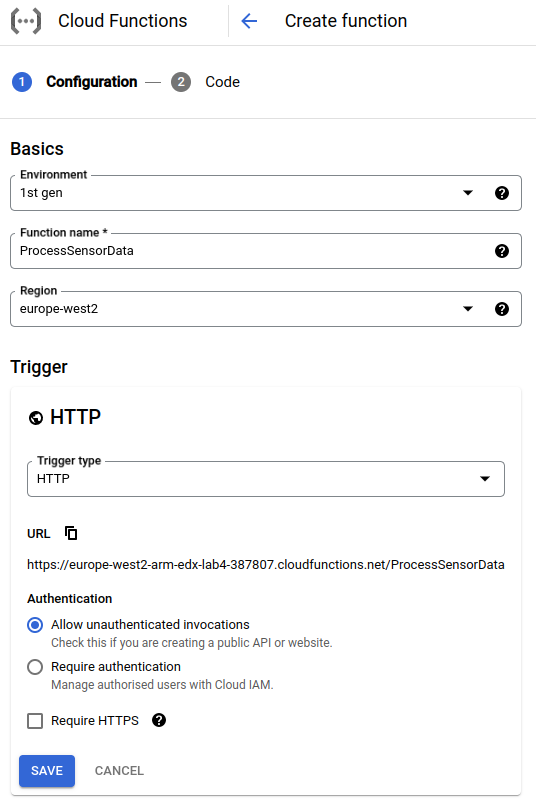 Cloud Functions
Create function
1 Configuration — 2 Code
Basics
Environment
1st gen
Function name *
ProcessSensorData
Region
europe-west2
Trigger
HTTP
Trigger type
HTTP
URL
https://europe-west2-arm-edx-lab4-387807.cloudfunctions.net/ProcessSensorData
Authentication
Allow unauthenticated invocations
Check this if you are creating a public API or website.
Require authentication
Manage authorised users with Cloud IAM.
Require HTTPS
SAVE CANCEL